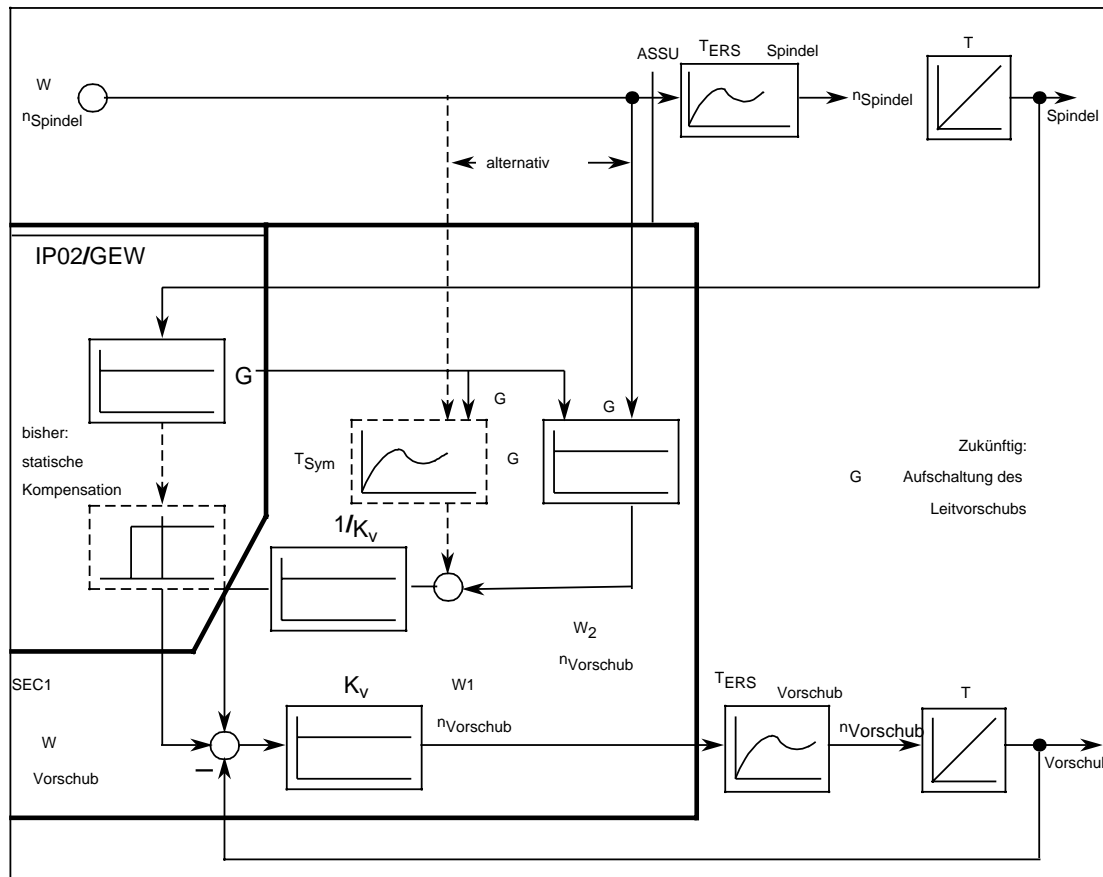 ASSU
TERS Spindel
T
W
nSpindel
nSpindel
Spindel
alternativ
IP02/GEW
G
G
G
bisher:
statische
Kompensation
TSym
G
Zukünftig:
G Aufschaltung des
Leitvorschubs
1/Kv
W2
nVorschub
SEC1
Kv
W1
nVorschub
TERS Vorschub
nVorschub
T
W
Vorschub
–
Vorschub